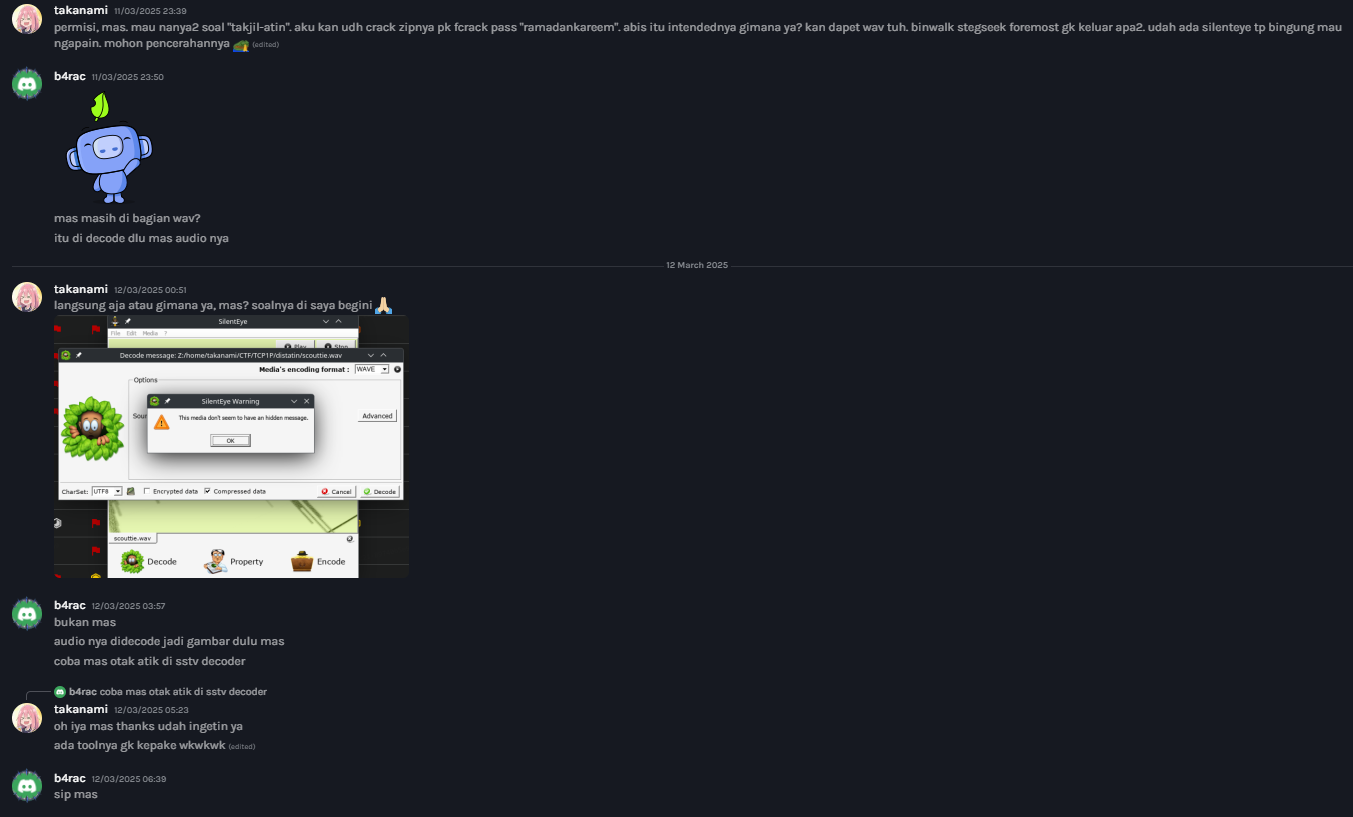 takanami 11/03/2025 23:39
permisi, mas. mau nanya2 soal "takjil-atin". aku kan udh crack zipnya pk fcrack pass "ramadankareem". abis itu intendednya gimana ya? kan dapet wav tuh. binwalk stegseek foremost gk keluar apa2. udah ada silenteye tp bingung mau
ngapain. mohon pencerahannya (edited)
b4rac 11/03/2025 23:50
mas masih di bagian wav?
itu di decode dlu mas audio nya
12 March 2025
takanami 12/03/2025 00:51
langsung aja atau gimana ya, mas? soalnya di saya begini
SilentEye
File Edit Media ?
Play Stop
Decode message: Z:/home/takanami/CTF/TCP1P/distatin/scouttie.wav
Media's encoding format : WAVE
Options
SilentEye Warning
This media don't seem to have an hidden message.
Sour
Advanced
OK
CharSet: UTF8 Encrypted data Compressed data Cancel Decode
scouttie.wav
Decode Property Encode
b4rac 12/03/2025 03:57
bukan mas
audio nya didecode jadi gambar dulu mas
coba mas otak atik di sstv decoder
b4rac coba mas otak atik di sstv decoder
takanami 12/03/2025 05:23
oh iya mas thanks udah ingetin ya
ada toolnya gk kepake wkwkwk (edited)
b4rac 12/03/2025 06:39
sip mas